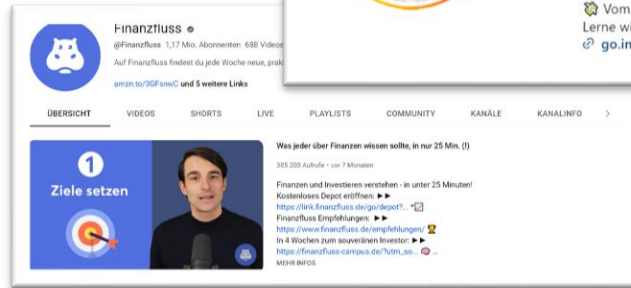 Finanzfluss
@Finanzfluss 1,17 Mio. Abonnenten 688 Videos
Auf Finanzfluss findest du jede Woche neue, prak
amzn.to/3GFsnwC und 5 weitere Links
Vom
Lerne wi
go.in
ÜBERSICHT VIDEOS SHORTS LIVE PLAYLISTS COMMUNITY KANÄLE KANALINFO >
1
Ziele setzen
Was jeder über Finanzen wissen sollte, in nur 25 Min. (!)
365.203 Aufrufe • vor 7 Monaten
Finanzen und Investieren verstehen - in unter 25 Minuten!
Kostenloses Depot eröffnen: ►►
https://link.finanzfluss.de/go/depot?... *
Finanzfluss Empfehlungen: ►►
https://www.finanzfluss.de/empfehlungen/
In 4 Wochen zum souveränen Investor: ►►
https://finanzfluss-campus.de/?utm_so... ...
MEHR INFOS